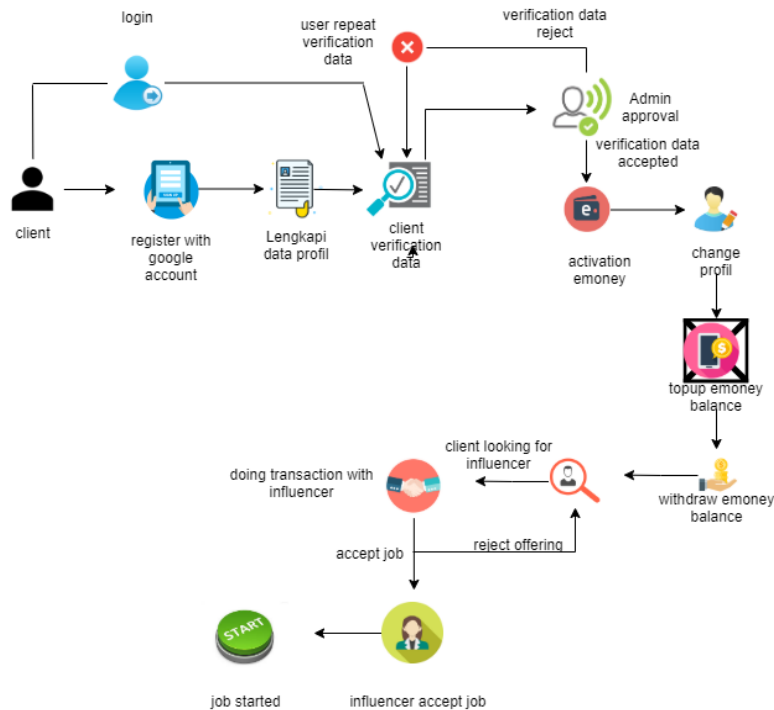 login
user repeat
verification
data
verification data
reject
Admin
approval
verification data
accepted
client
SIGN UP
register with
google
account
Lengkapi
data profil
client
verification
data
e
activation
emoney
change
profil
$
topup emoney
balance
client looking for
influencer
doing transaction with
influencer
withdraw emoney
balance
accept job
reject offering
START
job started
influencer accept job